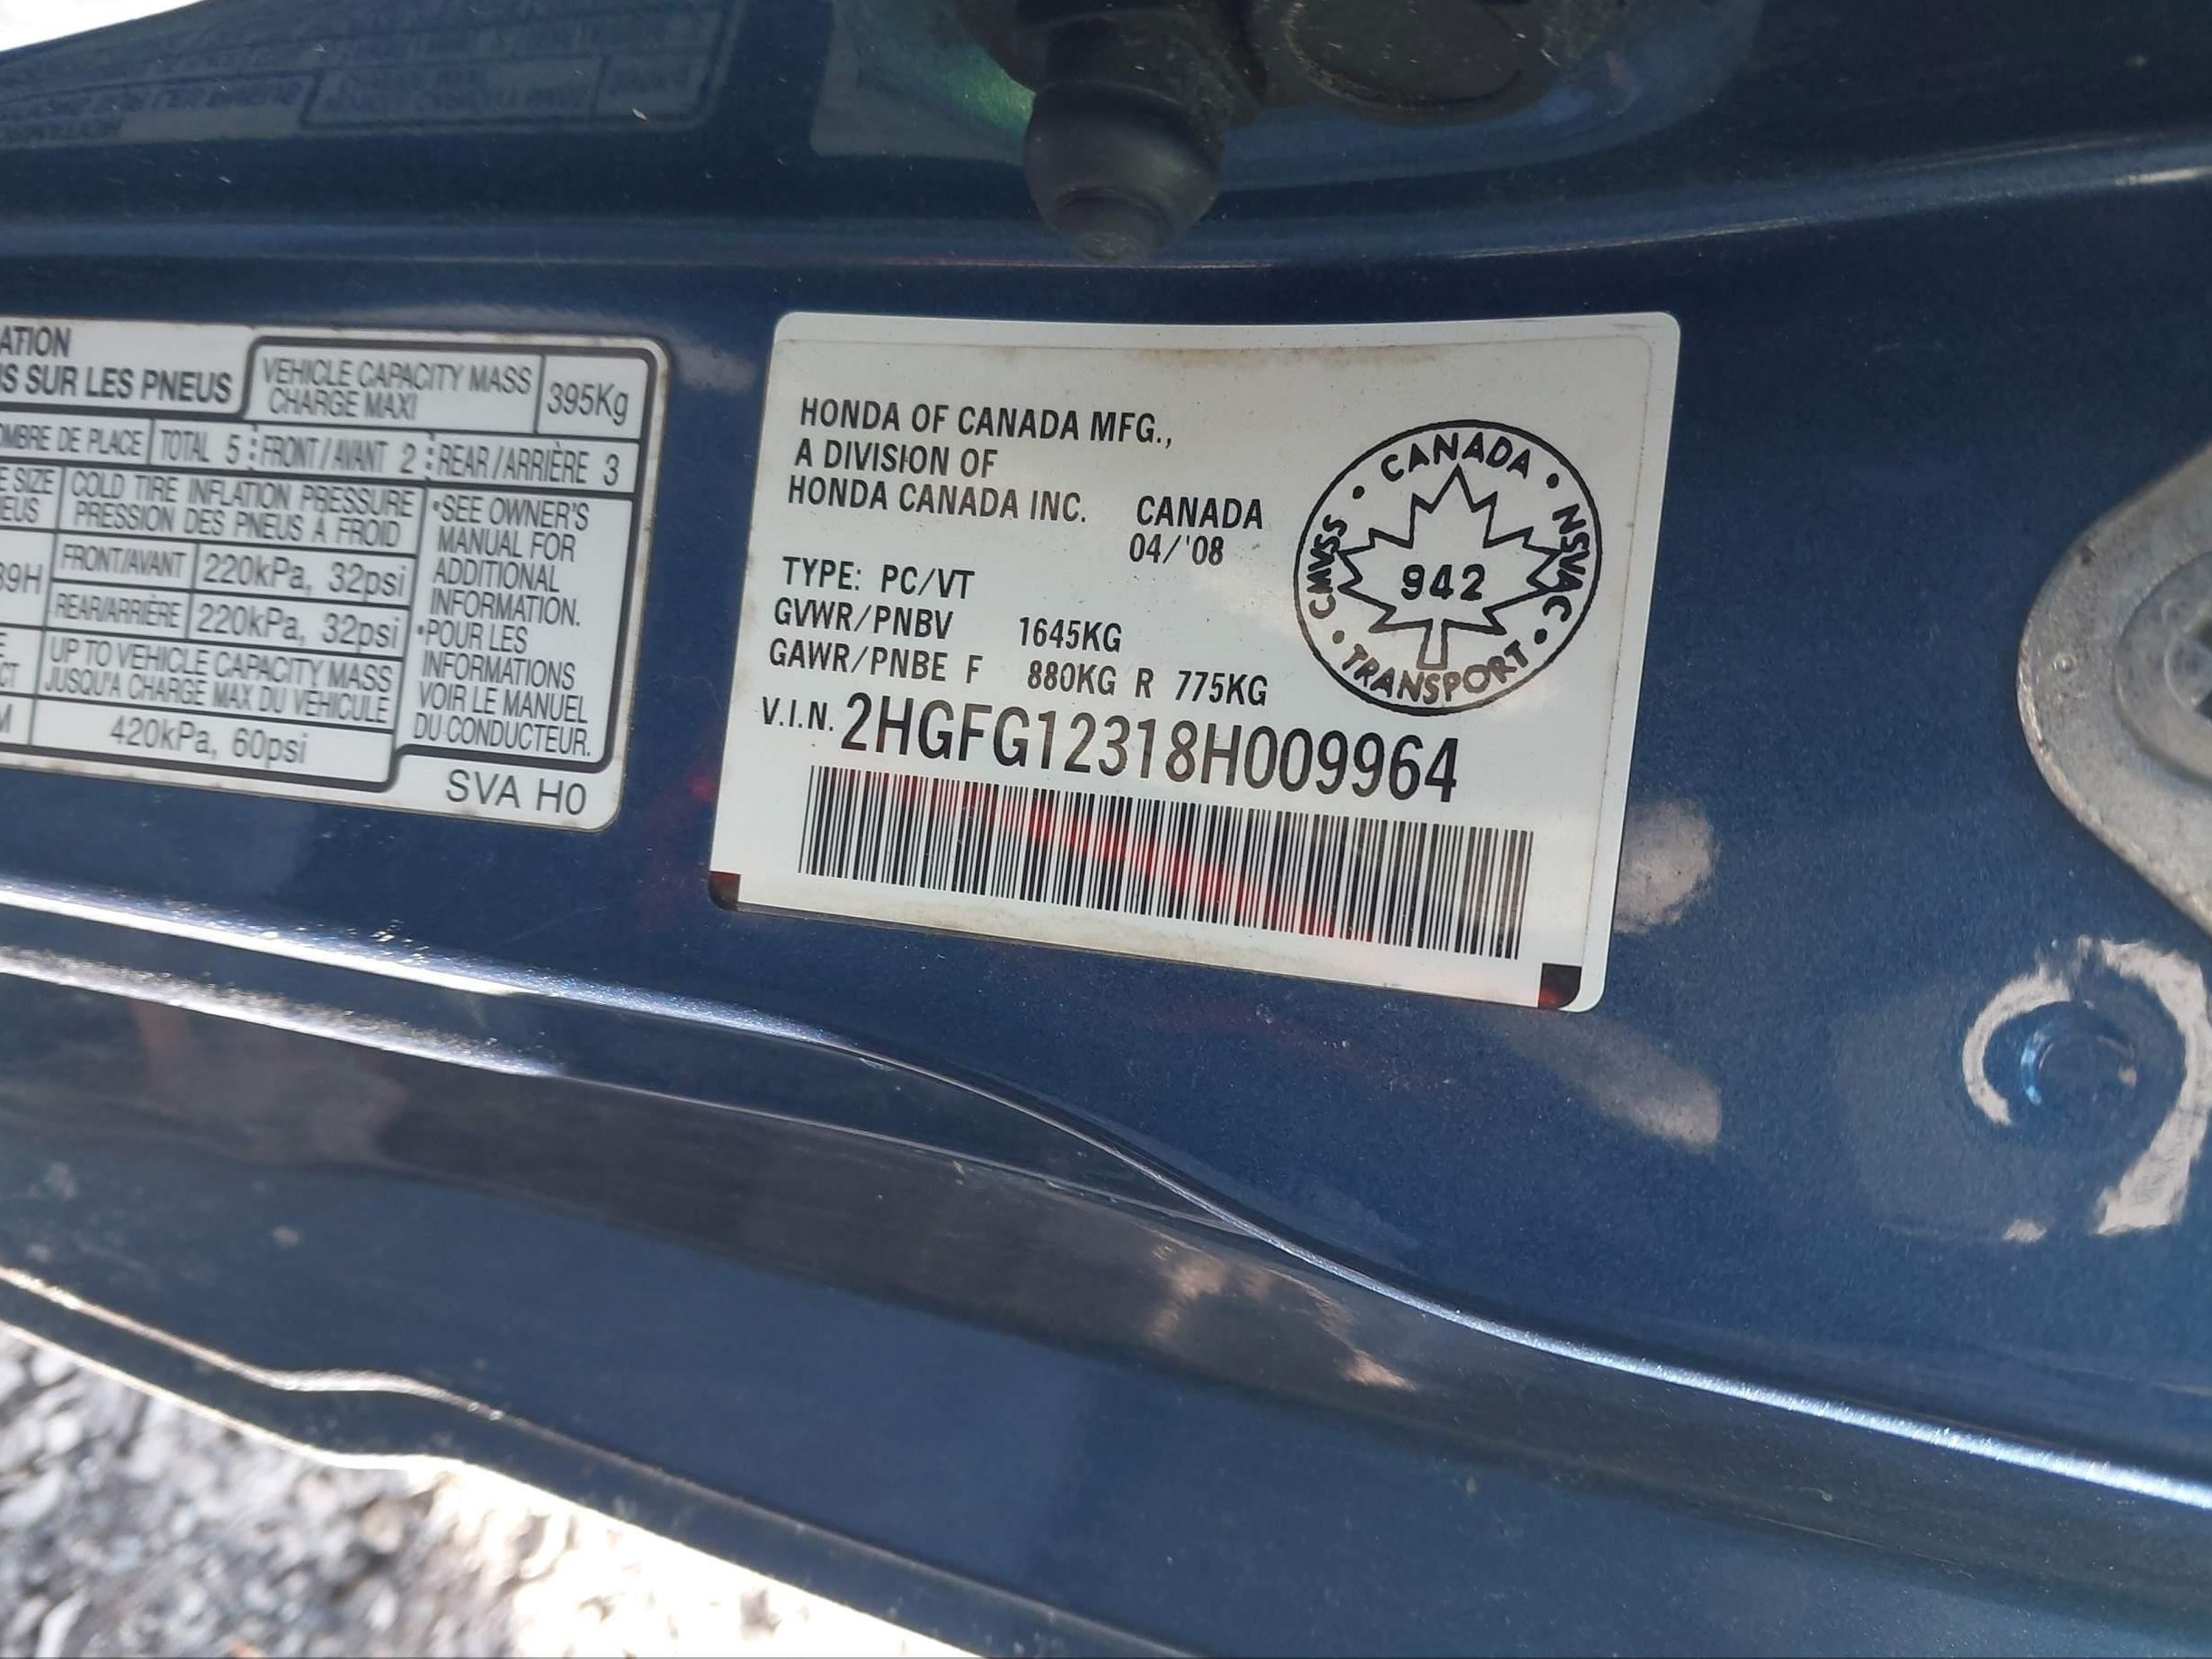 ATION
S SUR LES PNEUS
VEHICLE CAPACITY MASS
CHARGE MAXI
395Kg
OMBRE DE PLACE TOTAL 5 FRONT/AVANT 2 REAR/ARRIÈRE 3
E SIZE
NEUS
COLD TIRE INFLATION PRESSURE
PRESSION DES PNEUS À FROID
89H
FRONT/AVANT 220kPa, 32psi
REAR/ARRIÈRE 220kPa, 32psi
E
CT
UP TO VEHICLE CAPACITY MASS
JUSQU'À CHARGE MAX DU VÉHICULE
M
420kPa, 60psi
•SEE OWNER'S
MANUAL FOR
ADDITIONAL
INFORMATION.
•POUR LES
INFORMATIONS
VOIR LE MANUEL
DU CONDUCTEUR.
SVA H0
HONDA OF CANADA MFG.,
A DIVISION OF
HONDA CANADA INC. CANADA
04/'08
TYPE: PC/VT
GVWR/PNBV 1645KG
GAWR/PNBE F 880KG R 775KG
V.I.N. 2HGFG12318H009964
CANADA • NSVAC • TRANSPORT • CMVSS •
942